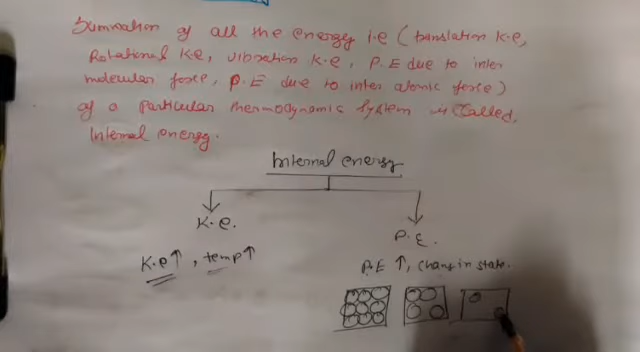 Summation of all the energy i.e (translation K.e,
Rotational K.e, vibration K.e, P.E due to inter
molecular force, P.E due to inter atomic force)
of a particular thermodynamic system is called,
Internal energy.
Internal energy
K.e. P.E.
K.e ↑, temp ↑ P.E ↑, change in state.